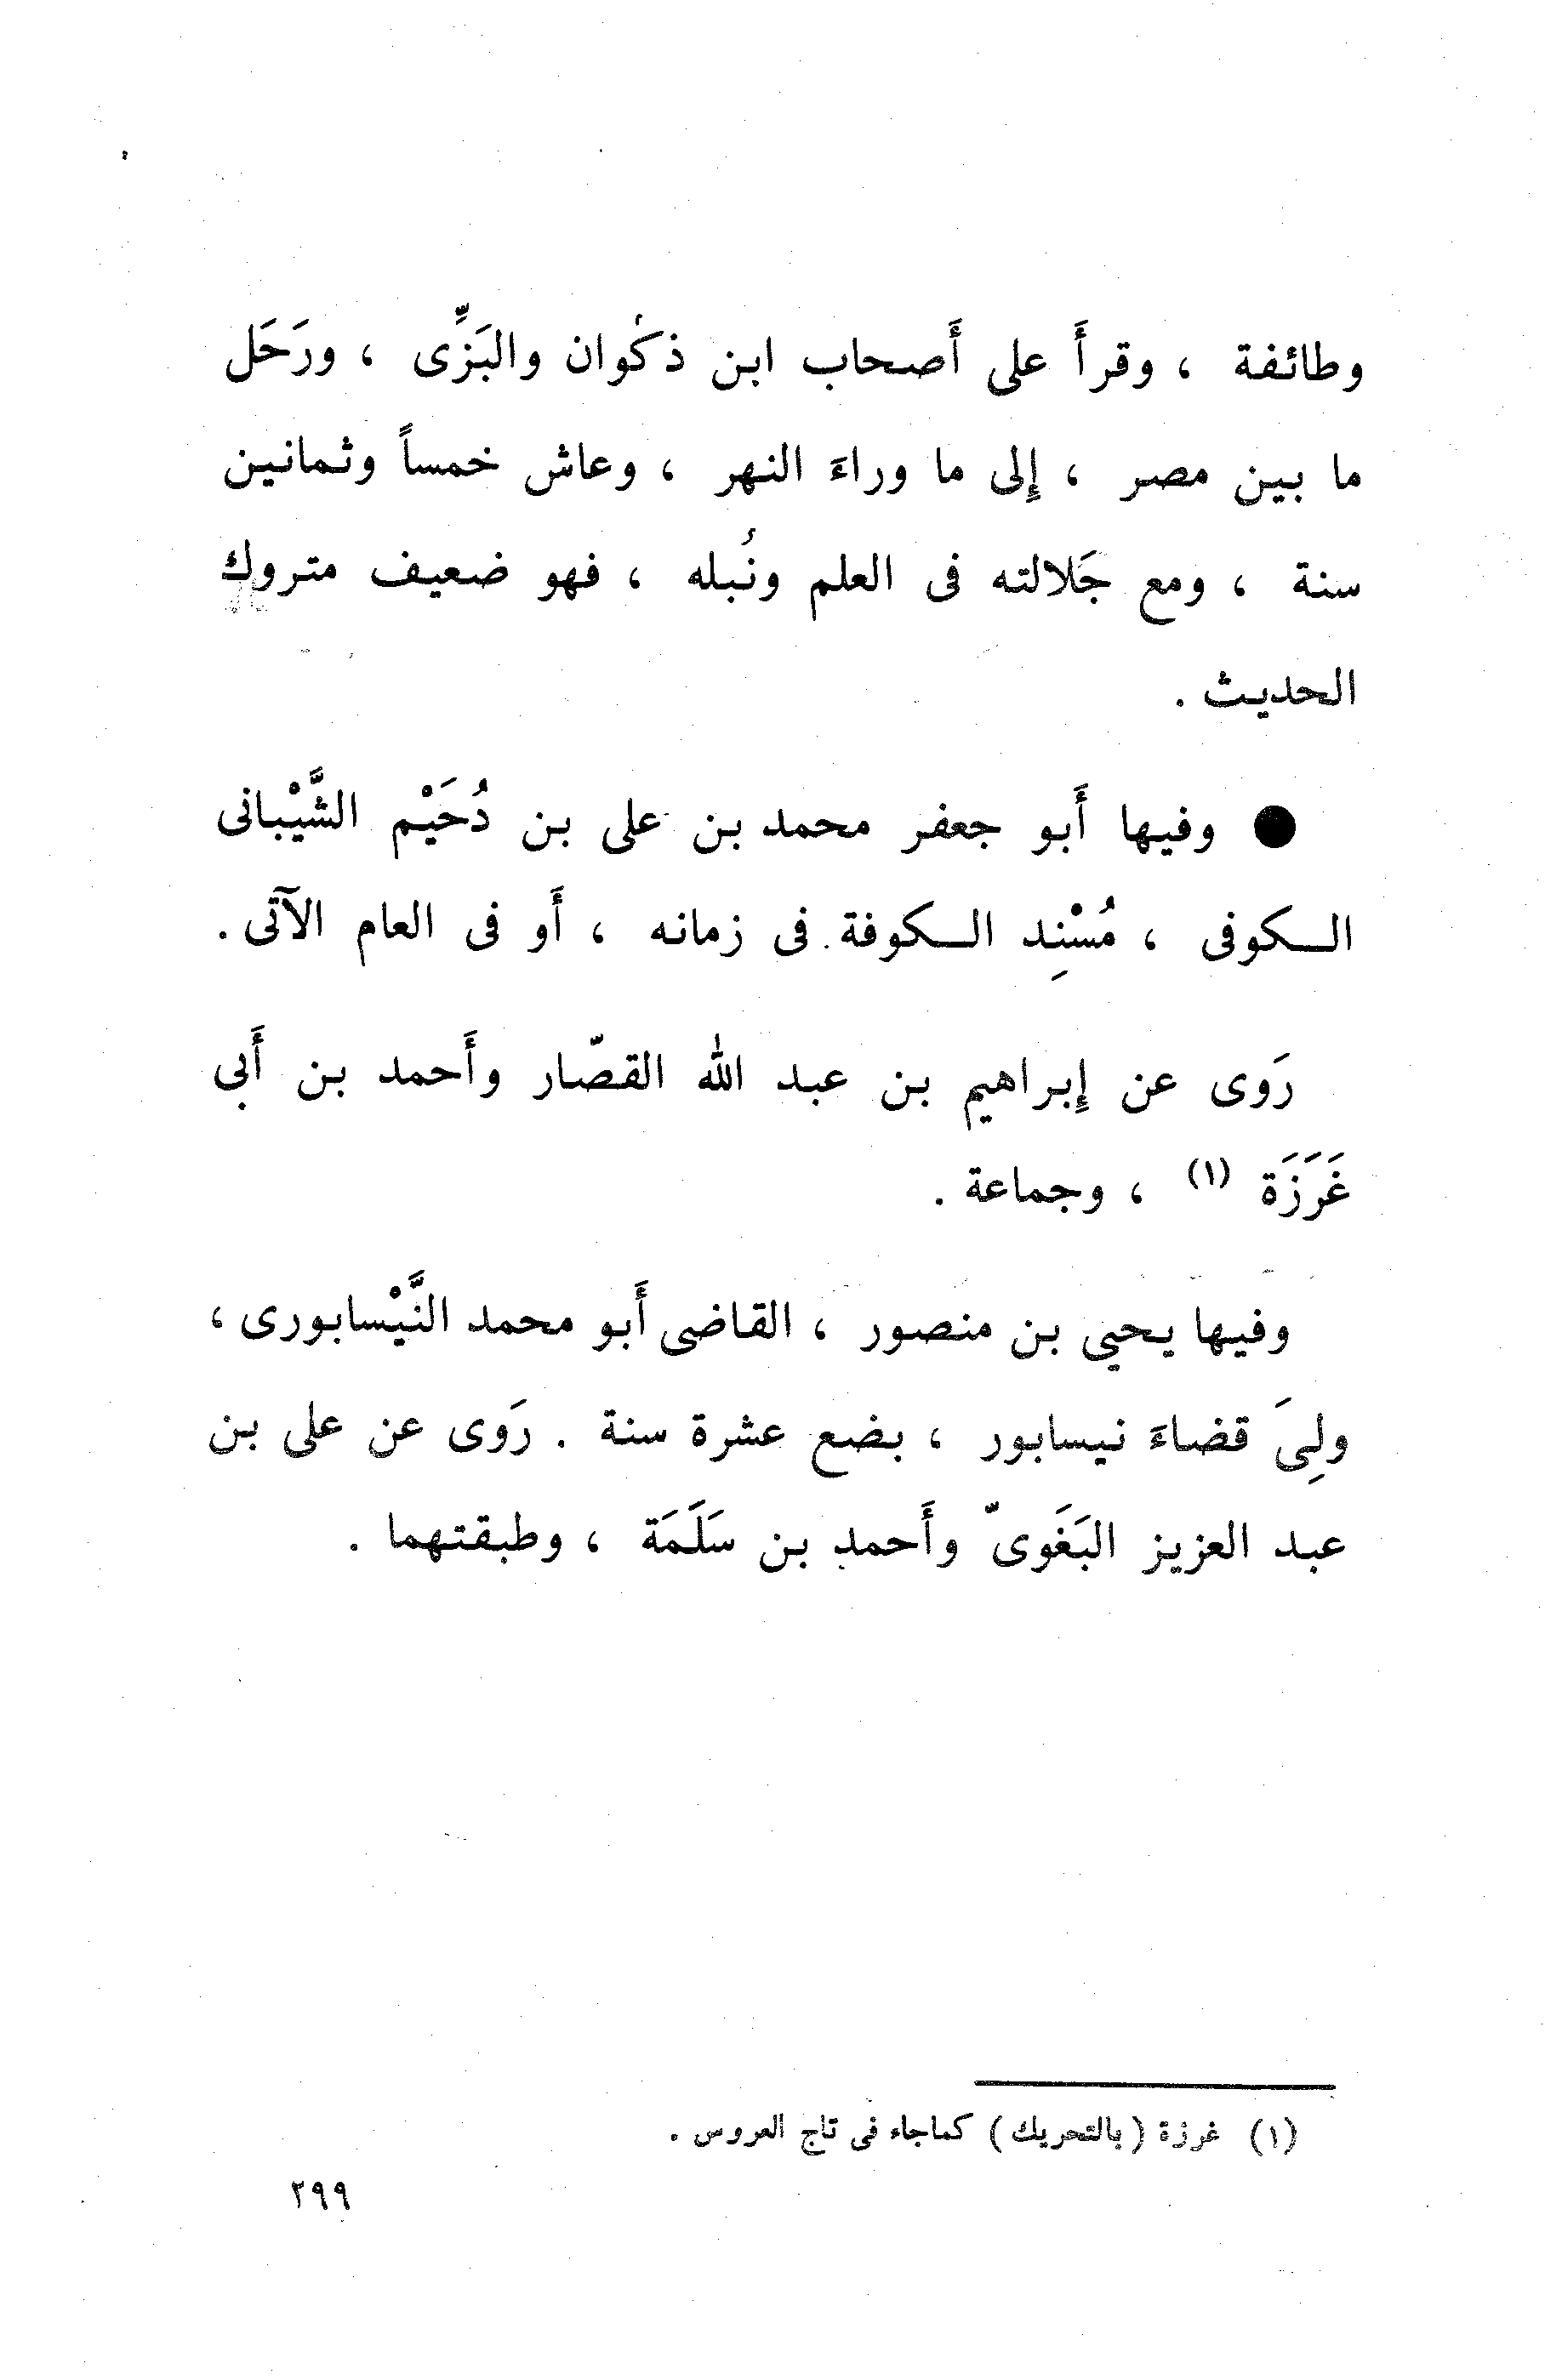 وطائفة ، وقرأَ على أَصحاب ابن ذكْوان والبَزِّى ، ورَحَل
ما بين مصر ، إِلى ما وراءَ النهر ، وعاش خمساً وثمانين
سنة ، ومع جَلالته فى العلم ونُبله ، فهو ضعيف متروك
الحديث .
● وفيها أَبو جعفر محمد بن على بن دُحَيْم الشَّيْبانى
الـكوفى ، مُسْنِد الـكوفة فى زمانه ، أَو فى العام الآتى .
رَوى عن إِبراهيم بن عبد الله القصّار وأَحمد بن أَبي
غَرَزَة (١) ، وجماعة .
وفيها يحيي بن منصور ، القاضى أَبو محمد النَّيْسابورى ،
ولِىَ قضاءَ نيسابور ، بضع عشرة سنة . رَوى عن على بن
عبد العزيز البَغَوىّ وأَحمد بن سَلَمَة ، وطبقتهما .
(١) غرزة (بالتحريك) كماجاء فى تاج العروس .
٢٩٩